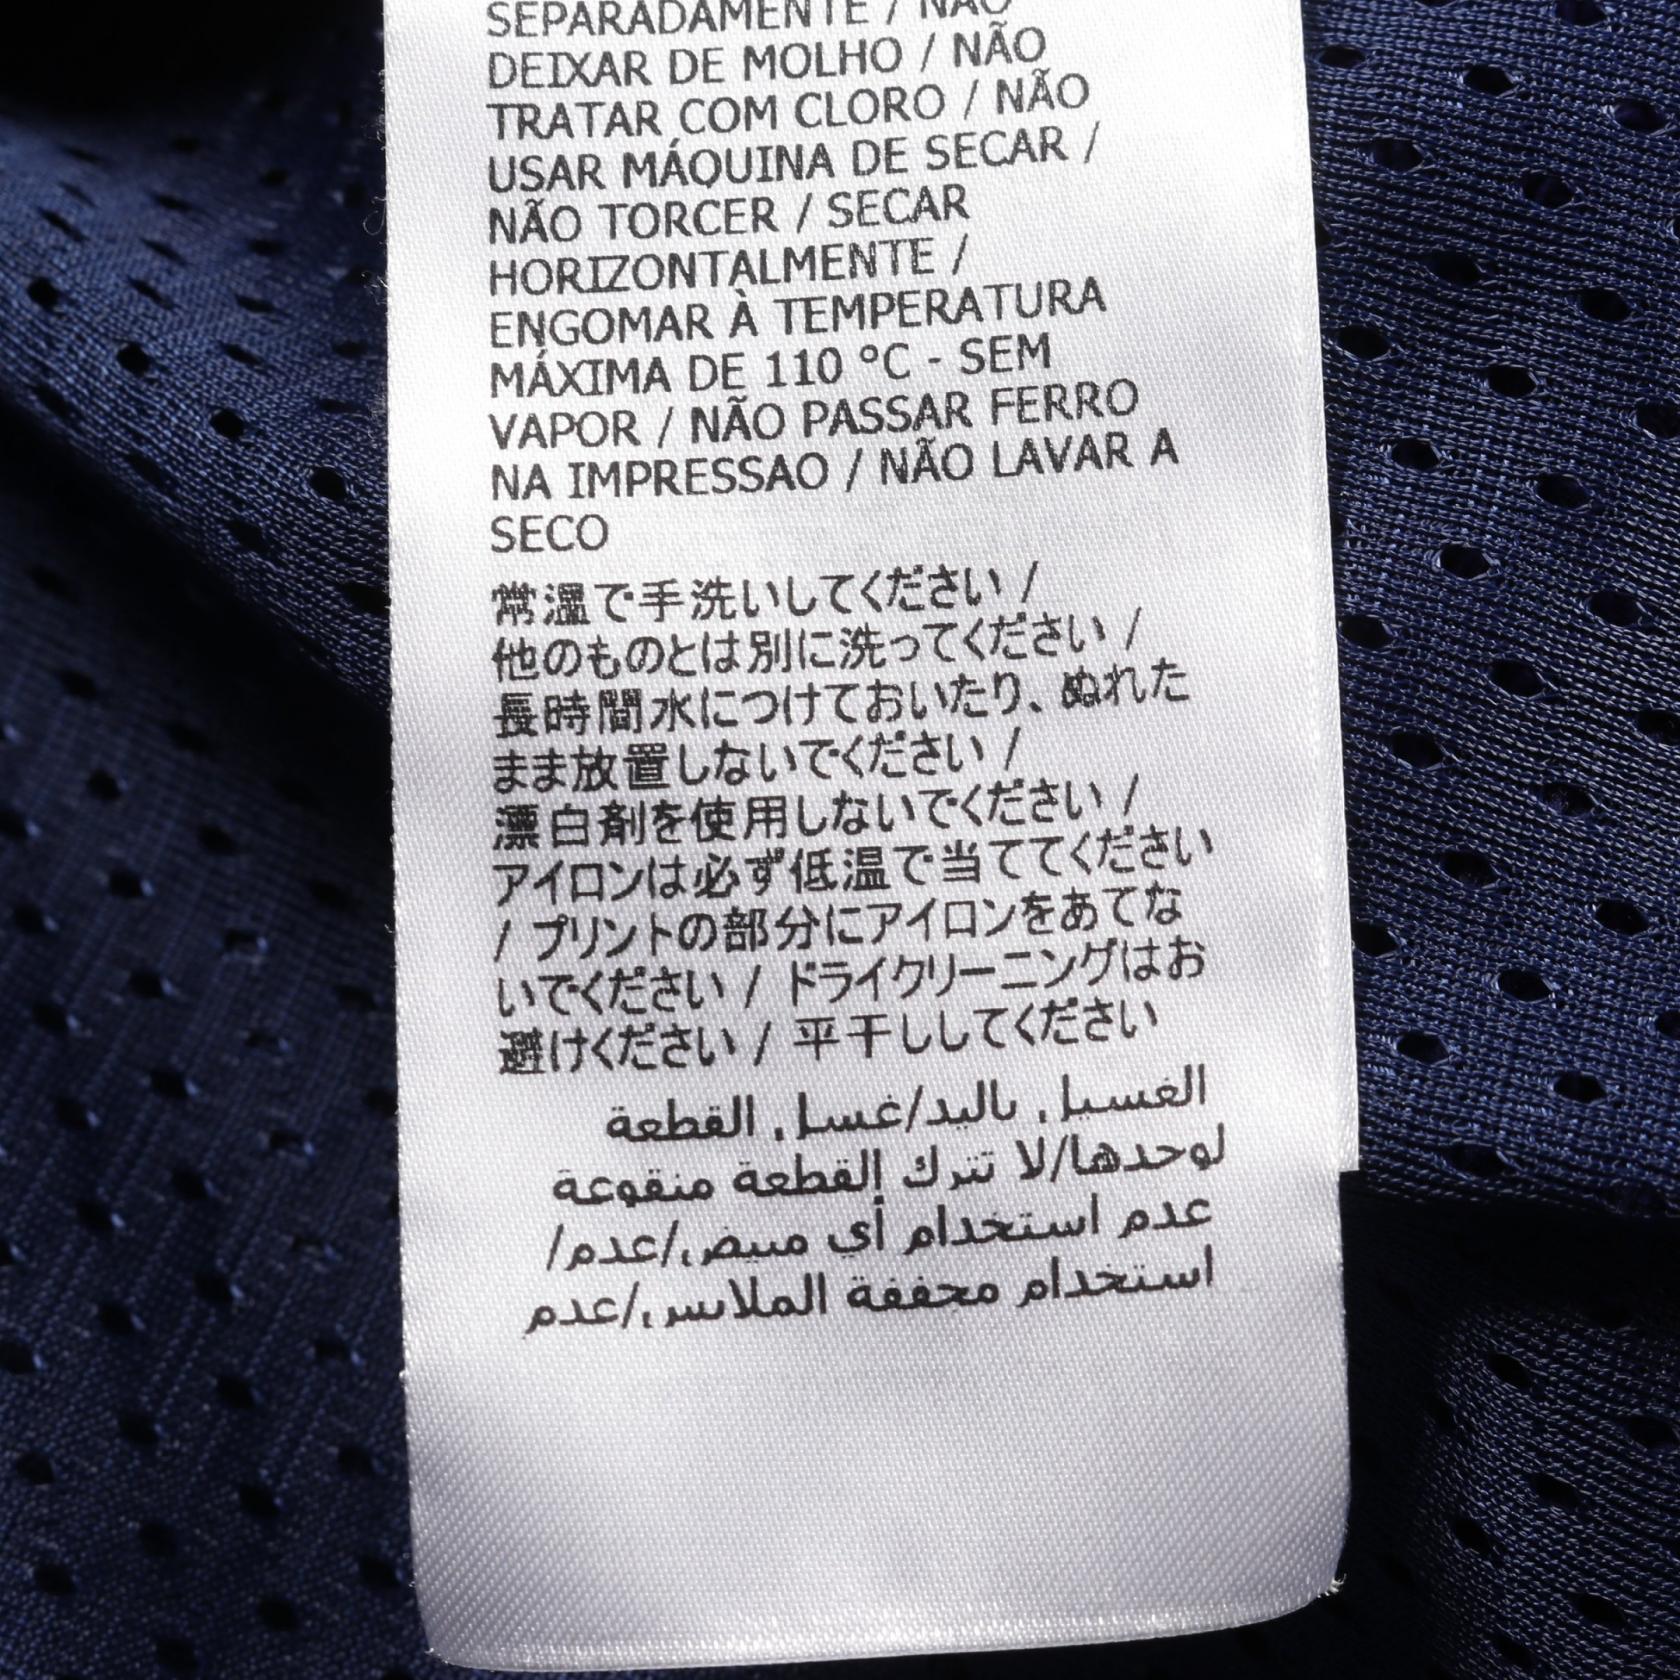 SEPARADAMENTE / NÃO
DEIXAR DE MOLHO / NÃO
TRATAR COM CLORO / NÃO
USAR MÁQUINA DE SECAR /
NÃO TORCER / SECAR
HORIZONTALMENTE /
ENGOMAR À TEMPERATURA
MÁXIMA DE 110 °C - SEM
VAPOR / NÃO PASSAR FERRO
NA IMPRESSAO / NÃO LAVAR A
SECO
常温で手洗いしてください /
他のものとは別に洗ってください /
長時間水につけておいたり、ぬれた
まま放置しないでください /
漂白剤を使用しないでください /
アイロンは必ず低温で当ててください
/ プリントの部分にアイロンをあてな
いでください / ドライクリーニングはお
避けください / 平干ししてください
الغسيل باليد/غسل القطعة
لوحدها/لا تترك القطعة منقوعة
عدم استخدام أي مبيض/عدم/
استخدام مجففة الملابس/عدم